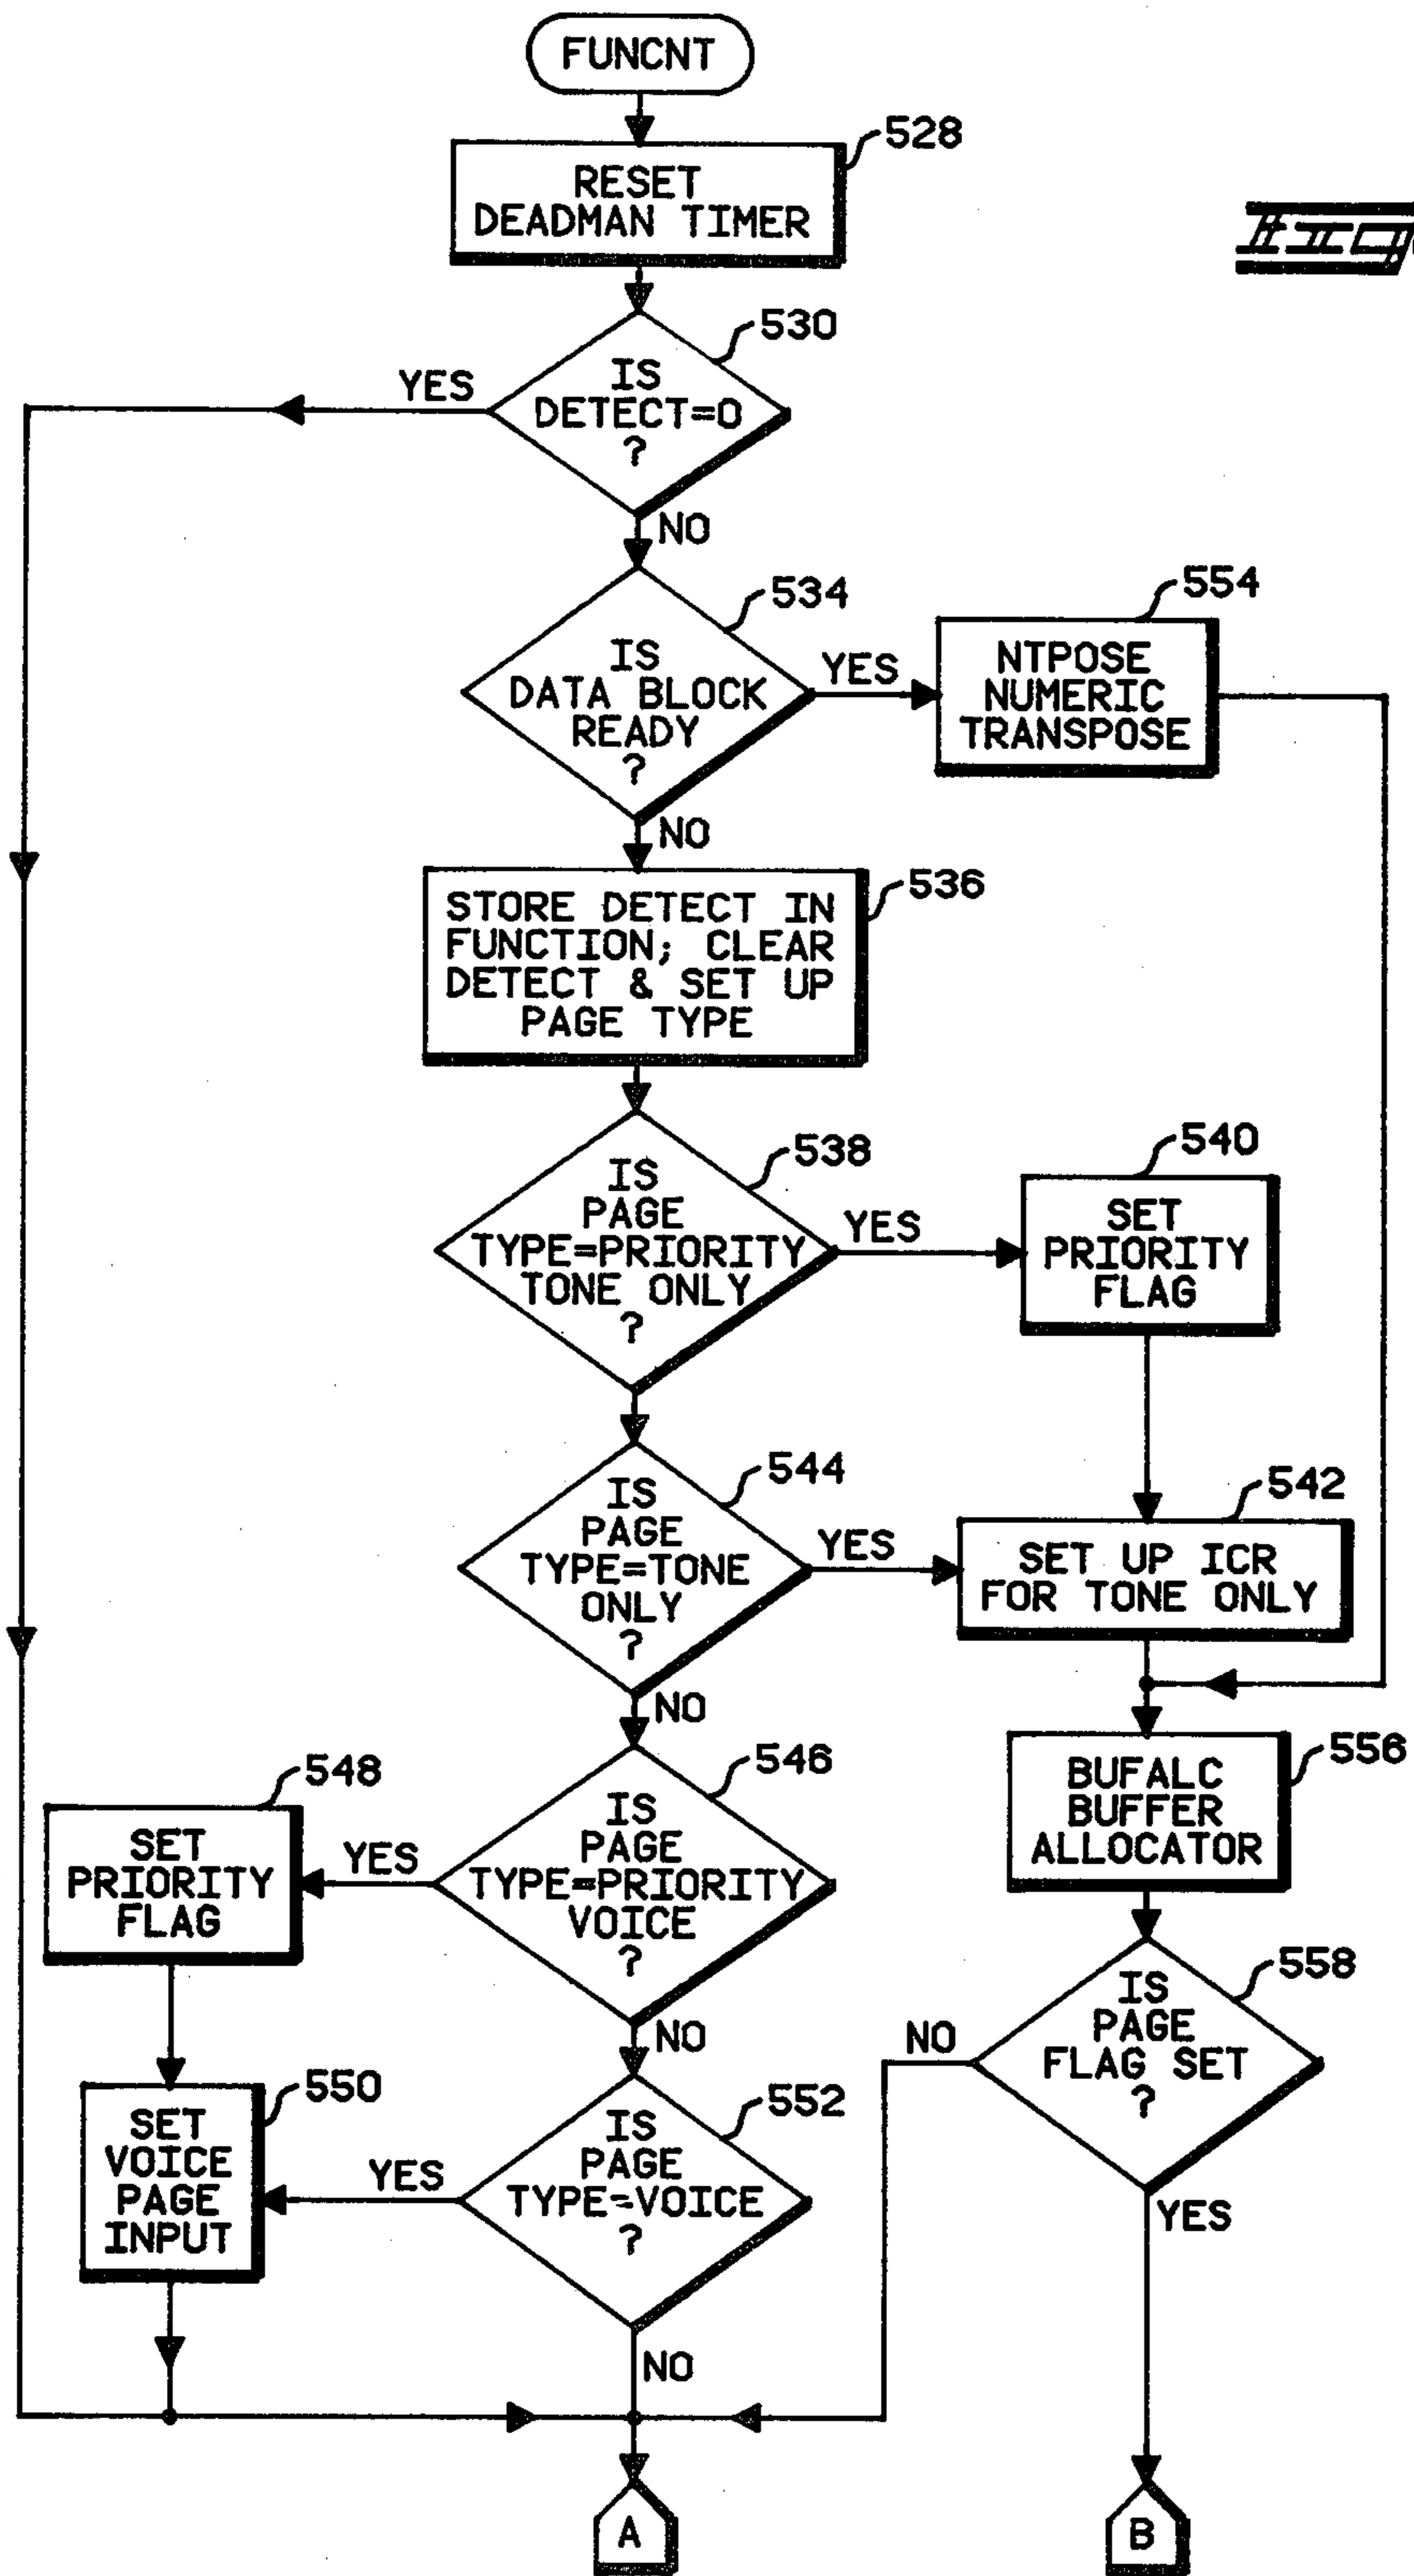 FUNCNT
528
RESET
DEADMAN TIMER
530
IS
DETECT=0
?
YES
NO
534
IS
DATA BLOCK
READY
?
YES
554
NTPOSE
NUMERIC
TRANSPOSE
NO
536
STORE DETECT IN
FUNCTION; CLEAR
DETECT & SET UP
PAGE TYPE
538
IS
PAGE
TYPE=PRIORITY
TONE ONLY
?
YES
540
SET
PRIORITY
FLAG
544
IS
PAGE
TYPE=TONE
ONLY
?
YES
542
SET UP ICR
FOR TONE ONLY
NO
546
IS
PAGE
TYPE=PRIORITY
VOICE
?
YES
548
SET
PRIORITY
FLAG
556
BUFALC
BUFFER
ALLOCATOR
NO
558
IS
PAGE
FLAG SET
?
NO
YES
550
SET
VOICE
PAGE
INPUT
552
IS
PAGE
TYPE=VOICE
?
YES
NO
A
B